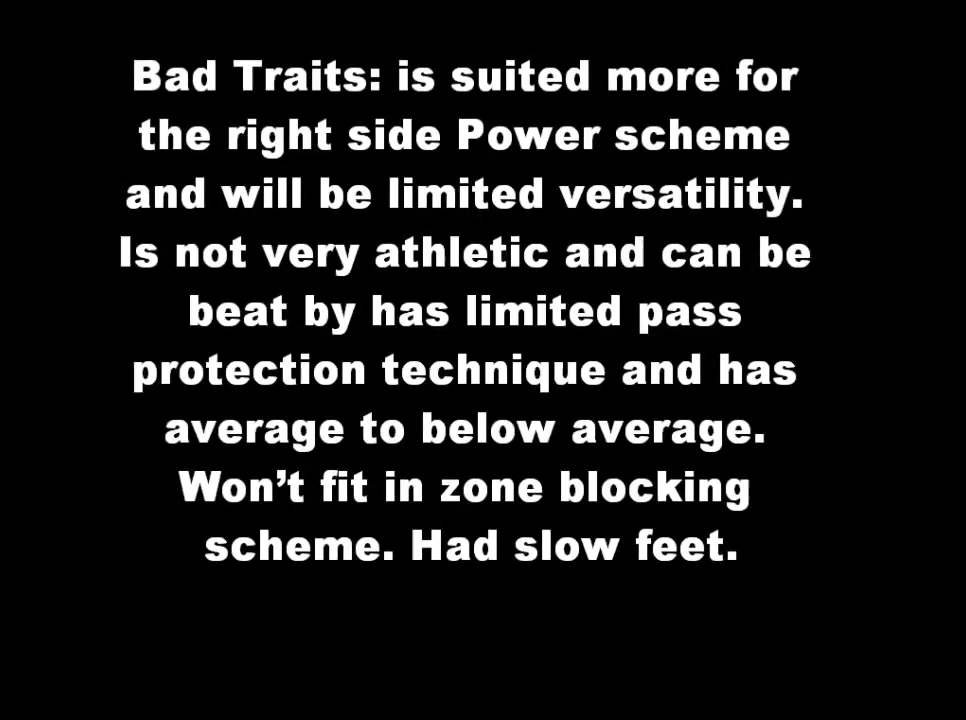 Bad Traits: is suited more for
the right side Power scheme
and will be limited versatility.
Is not very athletic and can be
beat by has limited pass
protection technique and has
average to below average.
Won’t fit in zone blocking
scheme. Had slow feet.